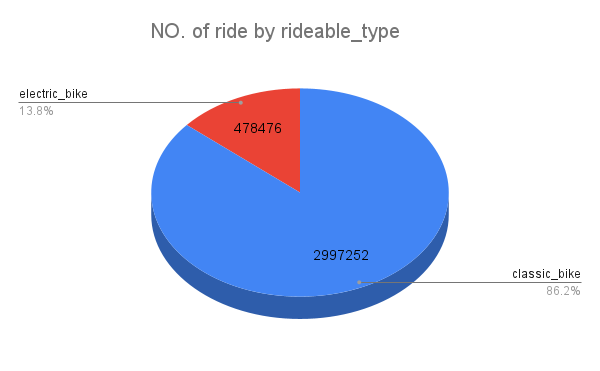 NO. of ride by rideable_type
electric_bike
13.8%
478476
2997252
classic_bike
86.2%